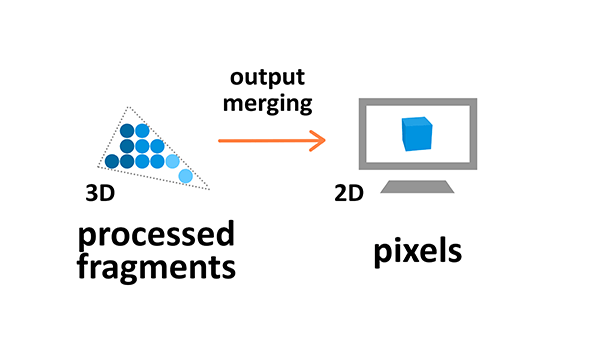 output
merging
3D
2D
processed
fragments
pixels